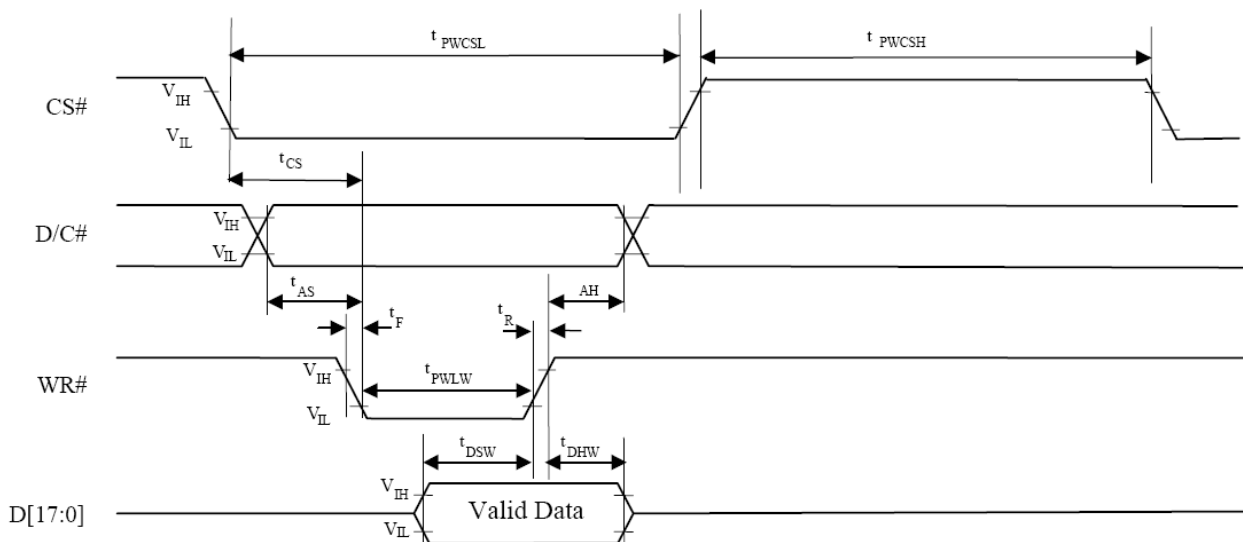 t PWCSL
t PWCSH
CS#
VIH
VIL
tCS
D/C#
VIH
VIL
tAS
AH
tF
tR
WR#
VIH
VIL
tPWLW
tDSW
tDHW
D[17:0]
VIH
VIL
Valid Data